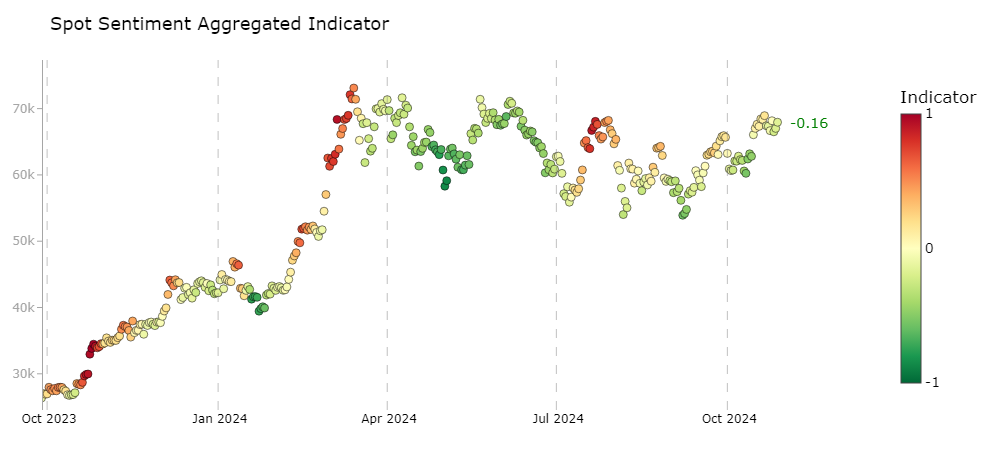 Spot Sentiment Aggregated Indicator
Indicator
1
70k
-0.16
60k
50k
0
40k
30k
-1
Oct 2023 Jan 2024 Apr 2024 Jul 2024 Oct 2024